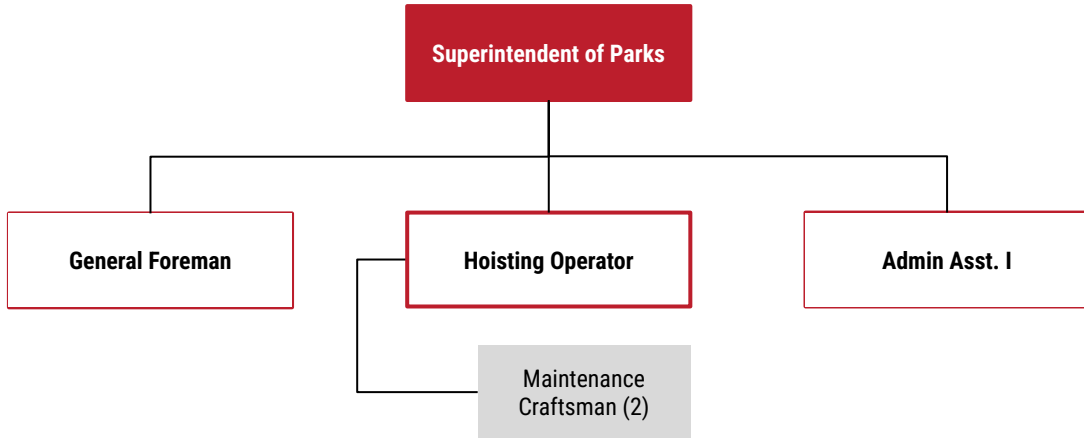 Superintendent of Parks
General Foreman
Hoisting Operator
Admin Asst. I
Maintenance
Craftsman (2)